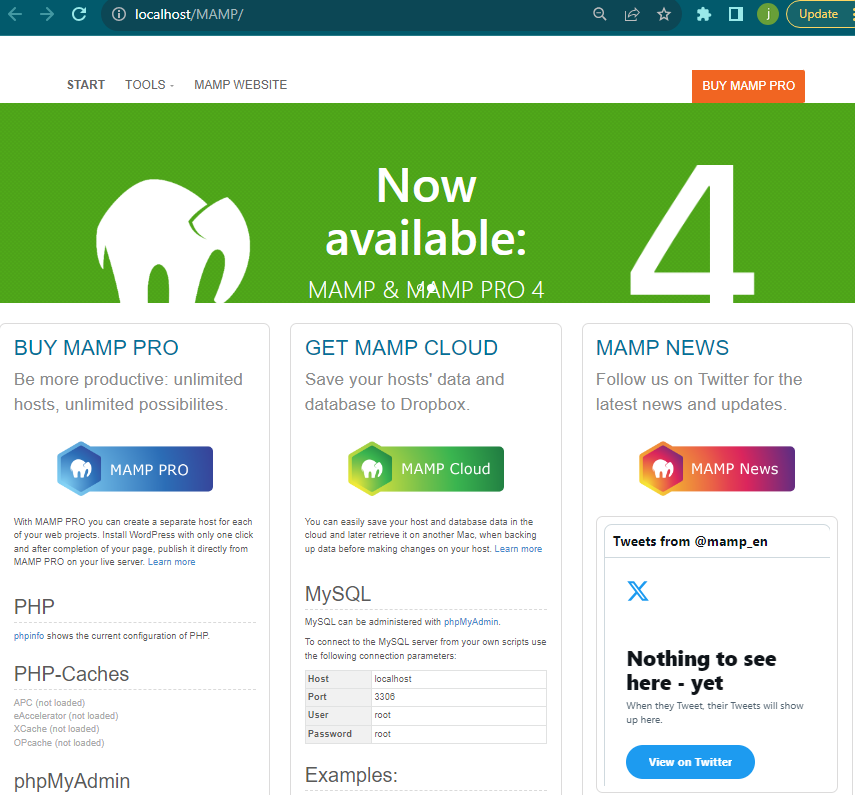 localhost/MAMP/
j
Update
START
TOOLS
MAMP WEBSITE
BUY MAMP PRO
Now
available:
MAMP & MAMP PRO 4
4
BUY MAMP PRO
Be more productive: unlimited
hosts, unlimited possibilites.
MAMP PRO
With MAMP PRO you can create a separate host for each
of your web projects. Install WordPress with only one click
and after completion of your page, publish it directly from
MAMP PRO on your live server. Learn more
PHP
phpinfo shows the current configuration of PHP.
PHP-Caches
APC (not loaded)
eAccelerator (not loaded)
XCache (not loaded)
OPcache (not loaded)
phpMyAdmin
GET MAMP CLOUD
Save your hosts' data and
database to Dropbox.
MAMP Cloud
You can easily save your host and database data in the
cloud and later retrieve it on another Mac, when backing
up data before making changes on your host. Learn more
MySQL
MySQL can be administered with phpMyAdmin.
To connect to the MySQL server from your own scripts use
the following connection parameters:
Host localhost
Port 3306
User root
Password root
Examples:
MAMP NEWS
Follow us on Twitter for the
latest news and updates.
MAMP News
Tweets from @mamp_en
Nothing to see
here - yet
When they Tweet, their Tweets will show
up here.
View on Twitter